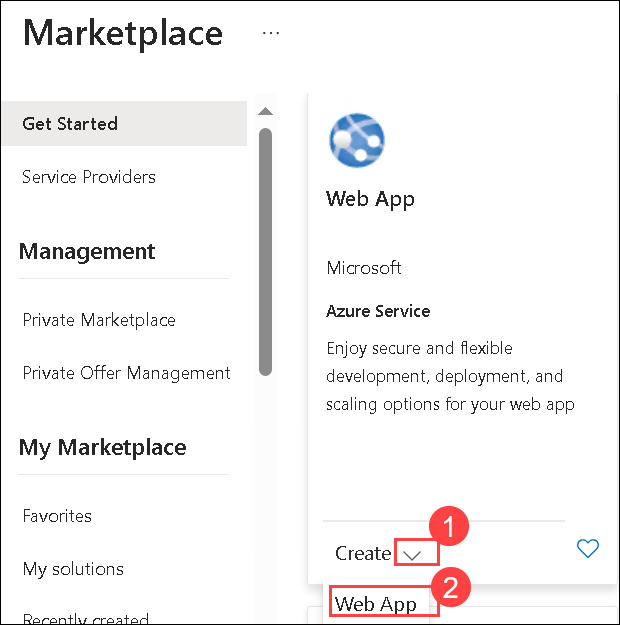 Marketplace ...
Get Started
Service Providers
Management
Private Marketplace
Private Offer Management
My Marketplace
Favorites
My solutions
Recently created
Web App
Microsoft
Azure Service
Enjoy secure and flexible
development, deployment, and
scaling options for your web app
Create
1
Web App
2